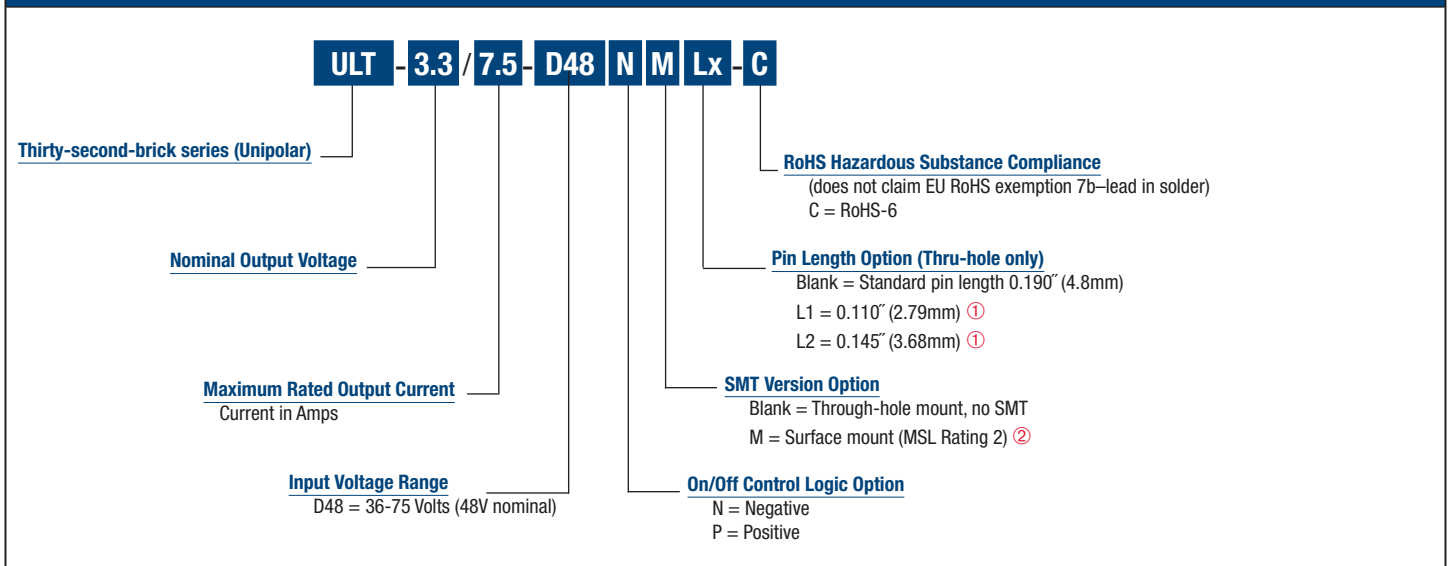 ULT - 3.3 / 7.5 - D48 N M Lx - C
Thirty-second-brick series (Unipolar)
RoHS Hazardous Substance Compliance
(does not claim EU RoHS exemption 7b–lead in solder)
C = RoHS-6
Nominal Output Voltage
Pin Length Option (Thru-hole only)
Blank = Standard pin length 0.190˝ (4.8mm)
L1 = 0.110˝ (2.79mm) ①
L2 = 0.145˝ (3.68mm) ①
Maximum Rated Output Current
Current in Amps
SMT Version Option
Blank = Through-hole mount, no SMT
M = Surface mount (MSL Rating 2) ②
Input Voltage Range
D48 = 36-75 Volts (48V nominal)
On/Off Control Logic Option
N = Negative
P = Positive